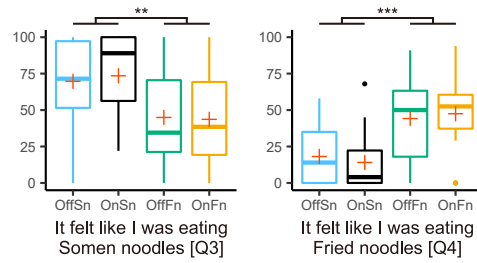 **
***
100
75
50
25
0
OffSn OnSn OffFn OnFn
It felt like I was eating
Somen noodles [Q3]
100
75
50
25
0
OffSn OnSn OffFn OnFn
It felt like I was eating
Fried noodles [Q4]